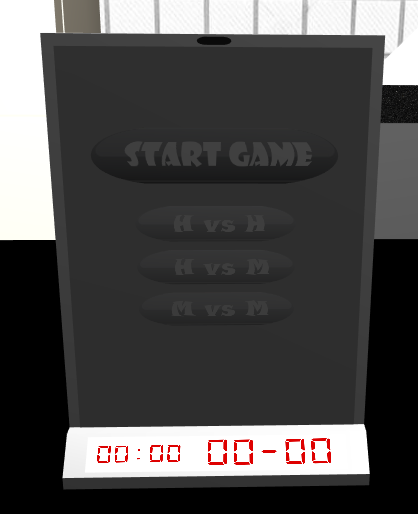 START GAME
H vs H
H vs M
M vs M
00:00 00-00